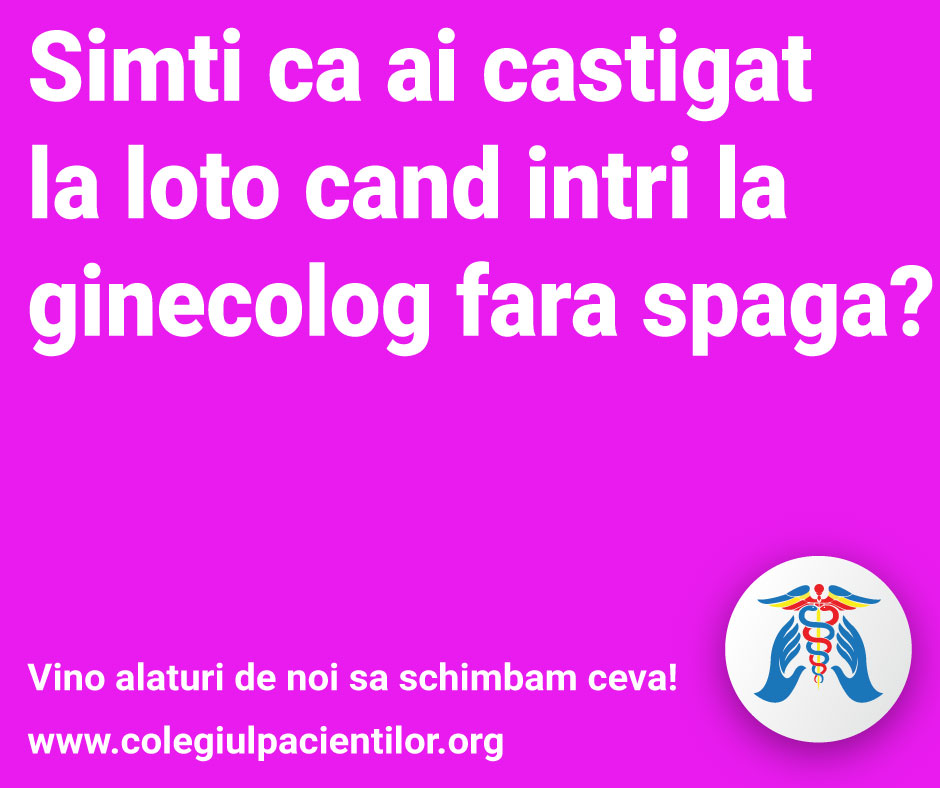 Simti ca ai castigat
la loto cand intri la
ginecolog fara spaga?
Vino alaturi de noi sa schimbam ceva!
www.colegiulpacientilor.org